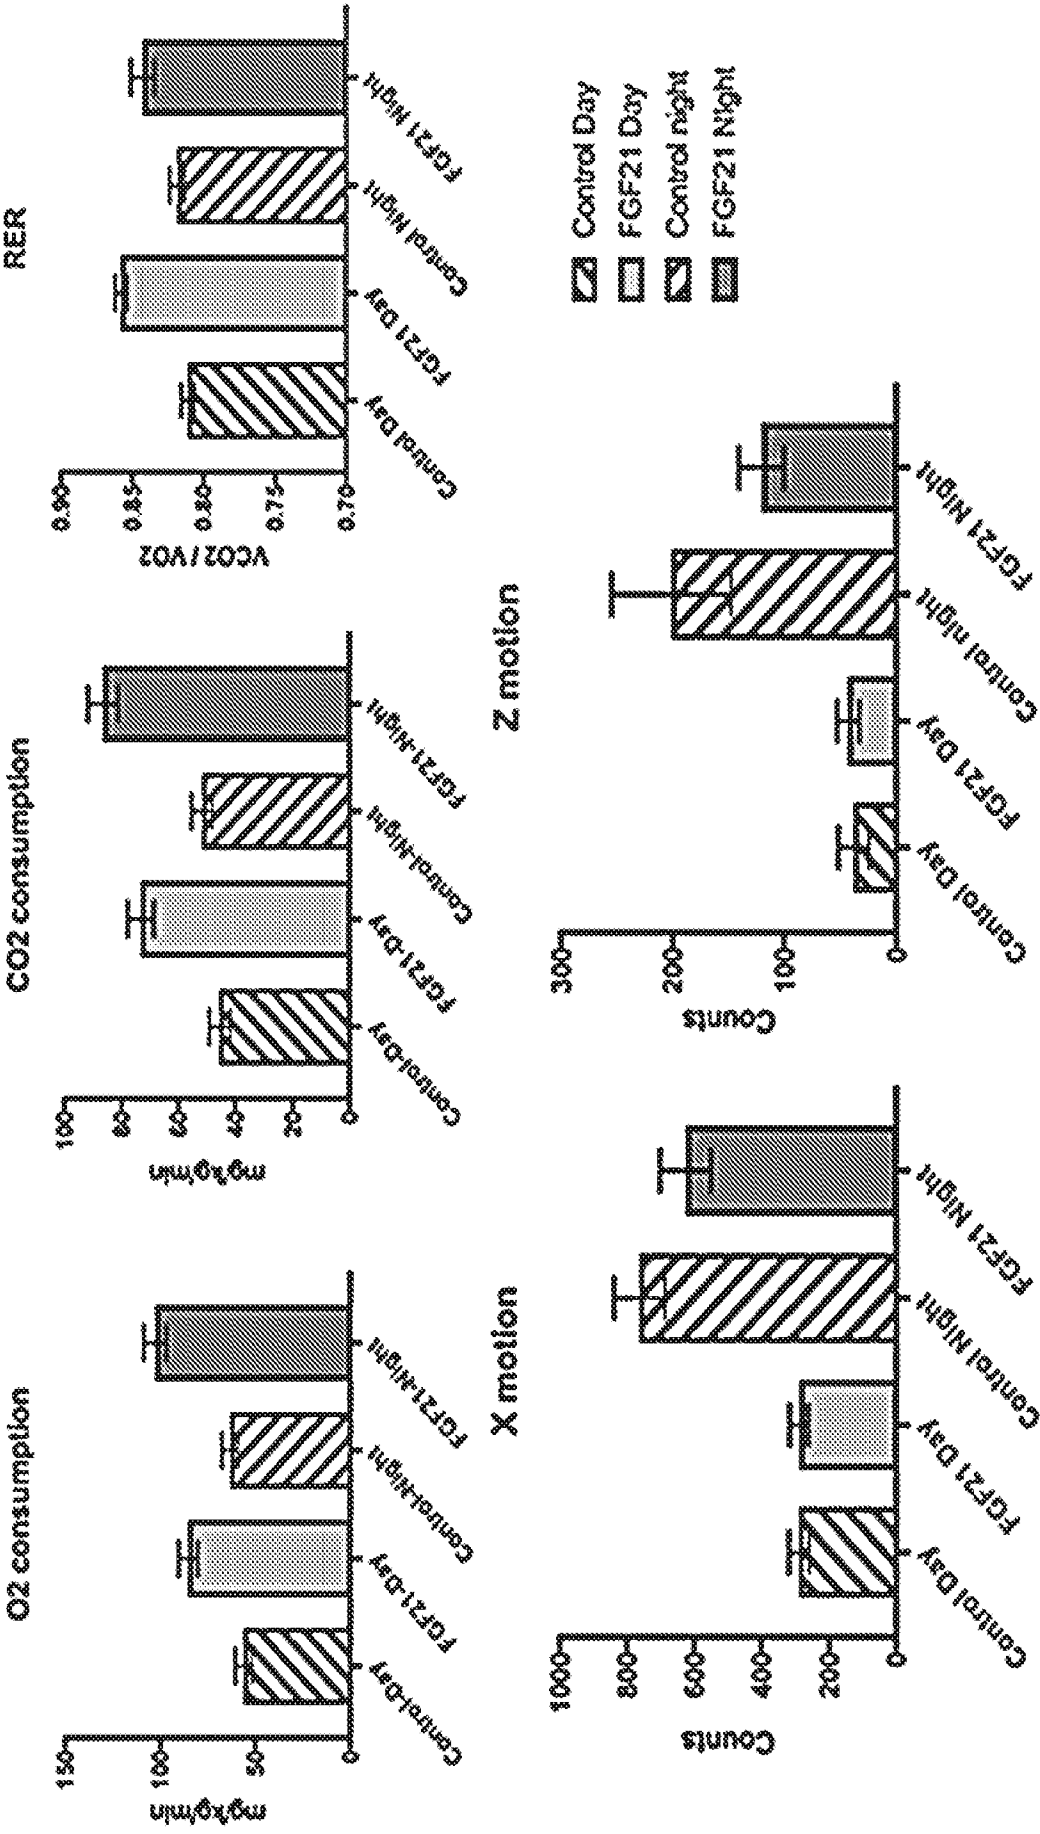 O2 consumption
mg/kg/min
150
100
50
0
Control-Day
FGF21-Day
Control-Night
FGF21-Night
CO2 consumption
mg/kg/min
100
80
60
40
20
0
Control-Day
FGF21-Day
Control-Night
FGF21-Night
RER
VCO2 / VO2
0.90
0.85
0.80
0.75
0.70
Control Day
FGF21 Day
Control Night
FGF21 Night
X motion
Counts
1000
800
600
400
200
0
Control Day
FGF21 Day
Control Night
FGF21 Night
Z motion
Counts
300
200
100
0
Control Day
FGF21 Day
Control night
FGF21 Night
Control Day
FGF21 Day
Control night
FGF21 Night